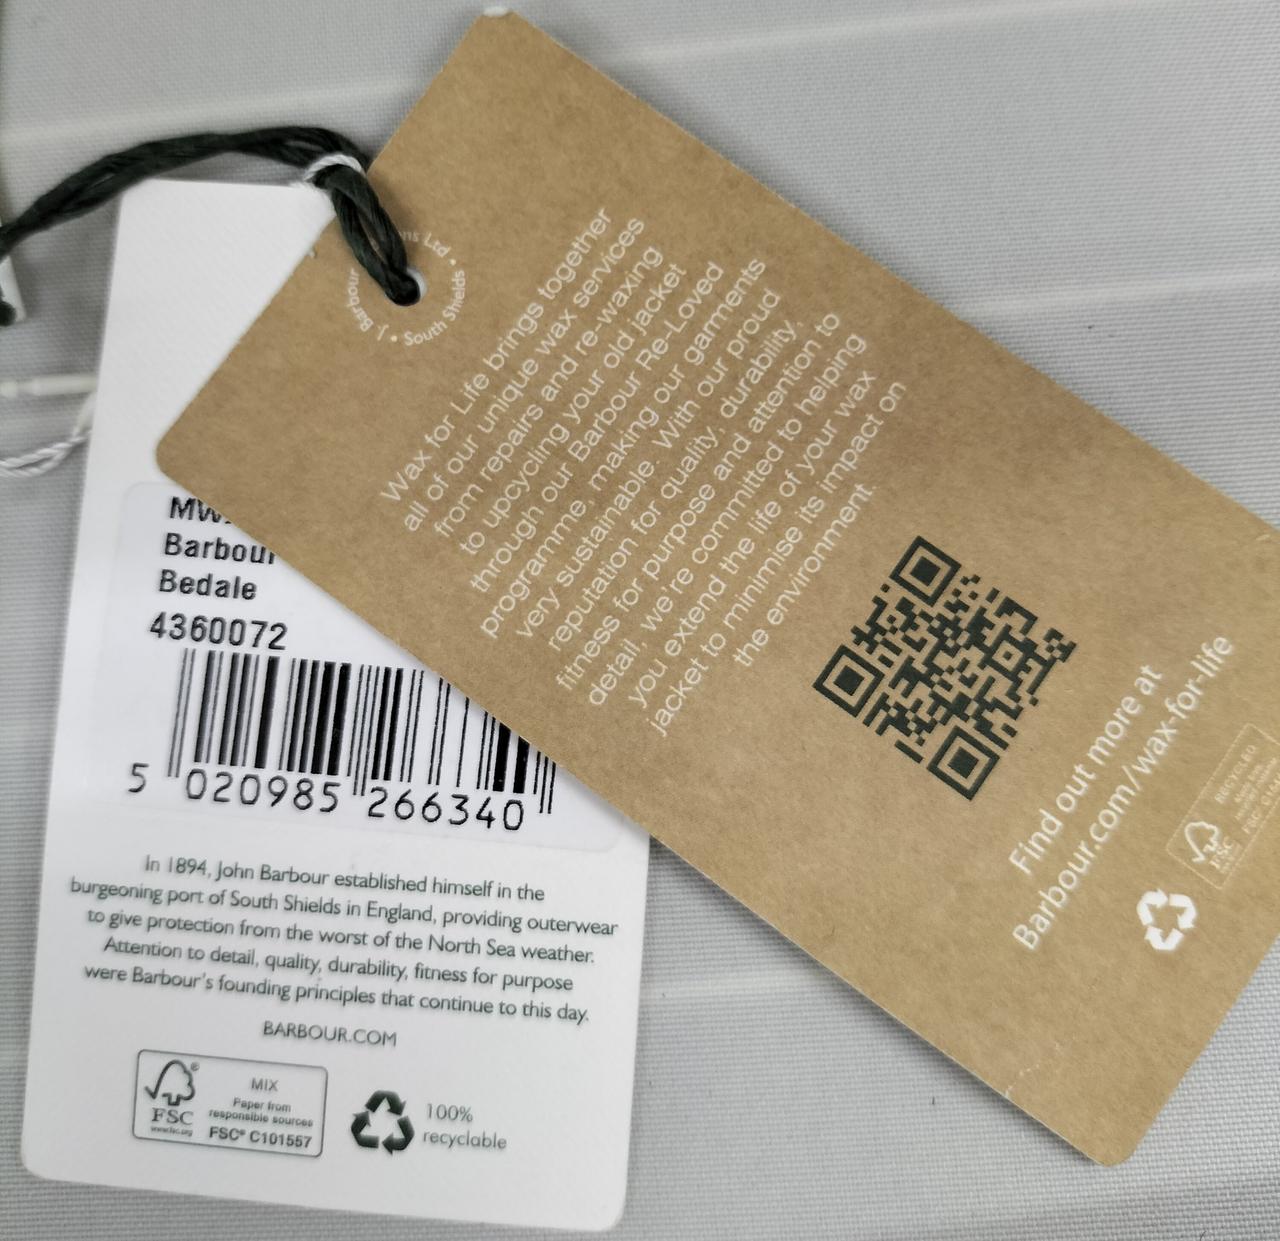 Barbour
Bedale
4360072
5 020985 266340
In 1894, John Barbour established himself in the
burgeoning port of South Shields in England, providing outerwear
to give protection from the worst of the North Sea weather.
Attention to detail, quality, durability, fitness for purpose
were Barbour's founding principles that continue to this day.
BARBOUR.COM
FSC
www.fsc.org
MIX
Paper from
responsible sources
FSC® C101557
100%
recyclable
J. Barbour
Ltd.
South Shields
Wax for Life brings together
all of our unique wax services
from repairs and re-waxing
to upcycling your old jacket
through our Barbour Re-Loved
programme, making our garments
very sustainable. With our proud
reputation for quality, durability,
fitness for purpose and attention to
detail, we're committed to helping
you extend the life of your wax
jacket to minimise its impact on
the environment.
Find out more at
Barbour.com/wax-for-life
FSC
RECYCLED